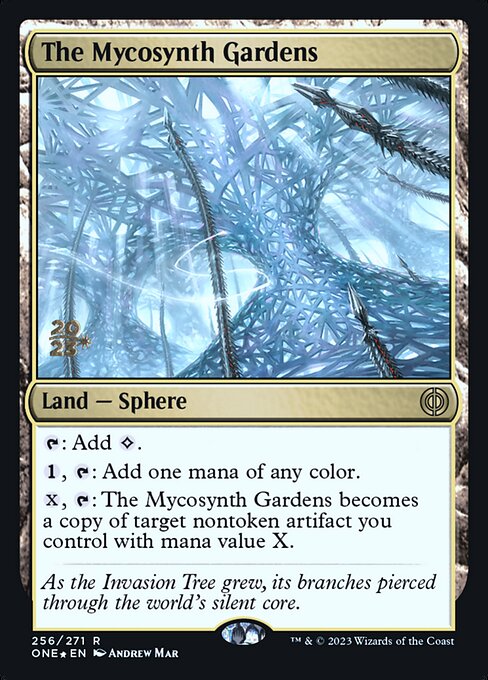 The Mycosynth Gardens
20
23*
Land — Sphere
: Add .
1, : Add one mana of any color.
X, : The Mycosynth Gardens becomes
a copy of target nontoken artifact you
control with mana value X.
As the Invasion Tree grew, its branches pierced
through the world's silent core.
256/271 R
ONE★EN Andrew Mar
™ & © 2023 Wizards of the Coast